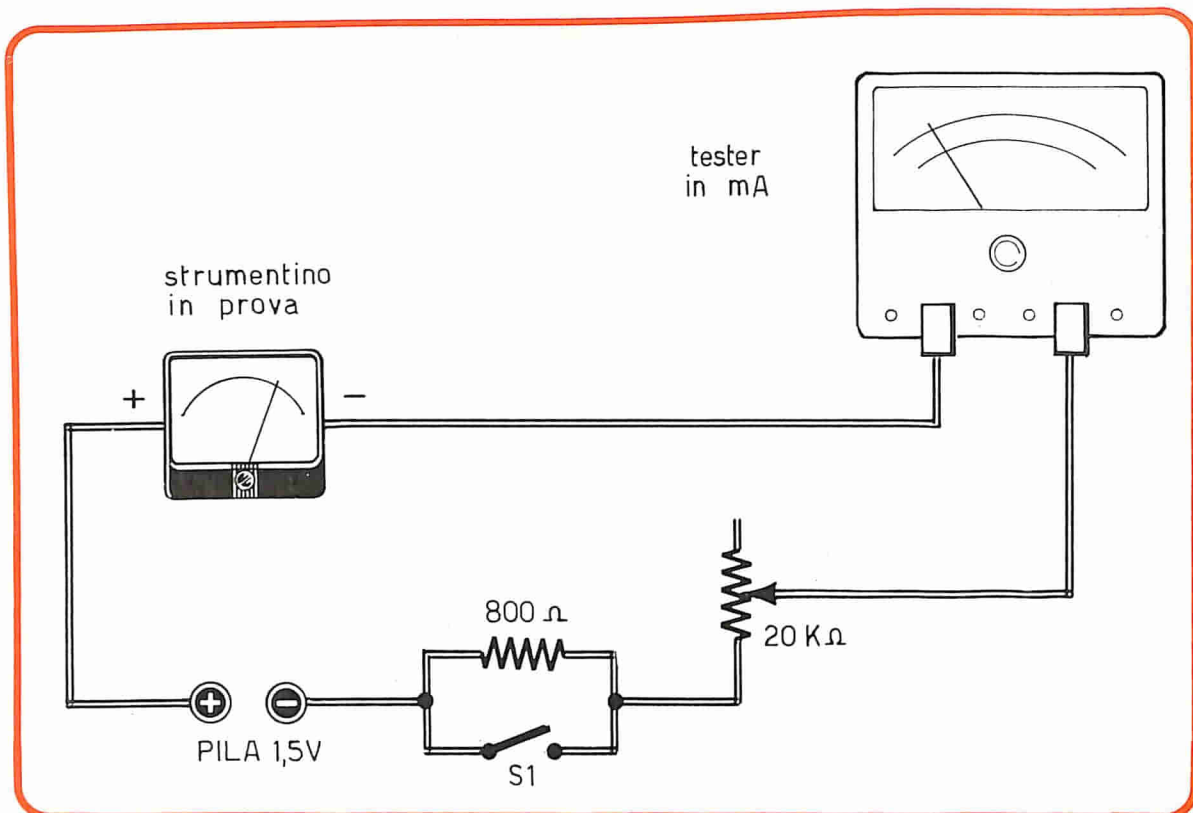 tester
in mA
strumentino
in prova
+
−
800 Ω
20 KΩ
+
−
PILA 1,5V
S1